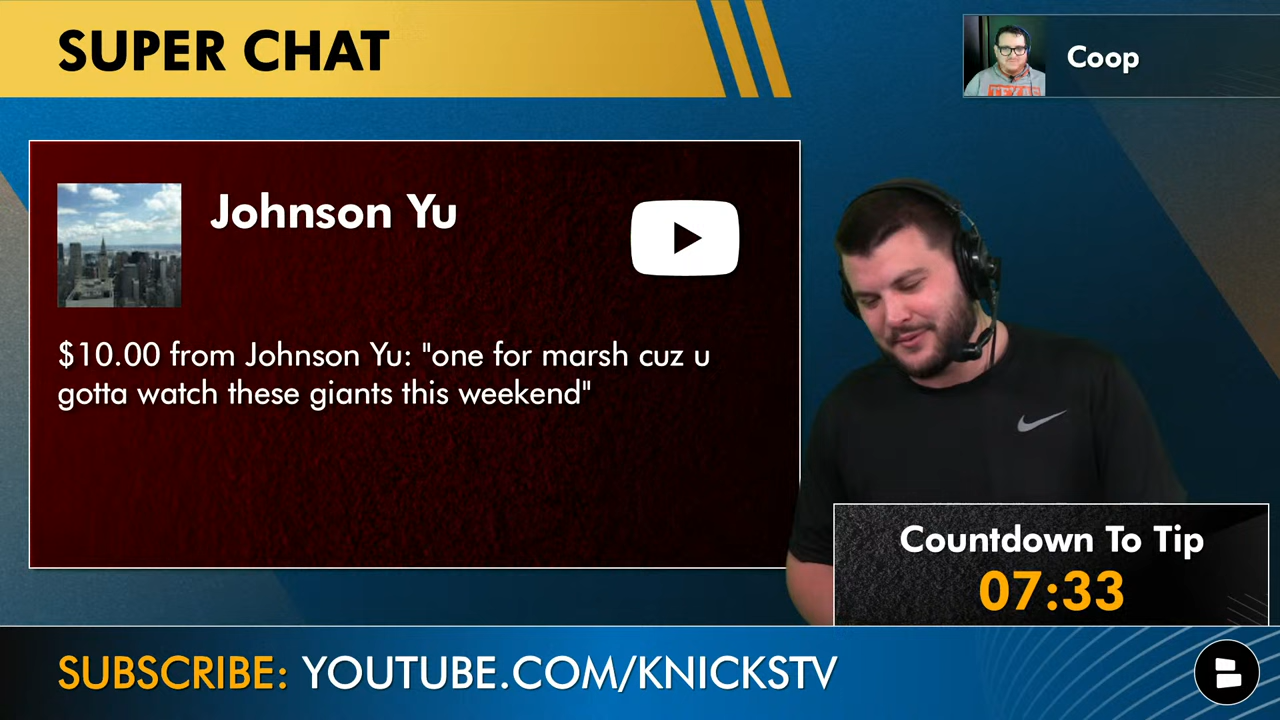 SUPER CHAT
Coop
Johnson Yu
$10.00 from Johnson Yu: "one for marsh cuz u
gotta watch these giants this weekend"
Countdown To Tip
07:33
SUBSCRIBE: YOUTUBE.COM/KNICKSTV